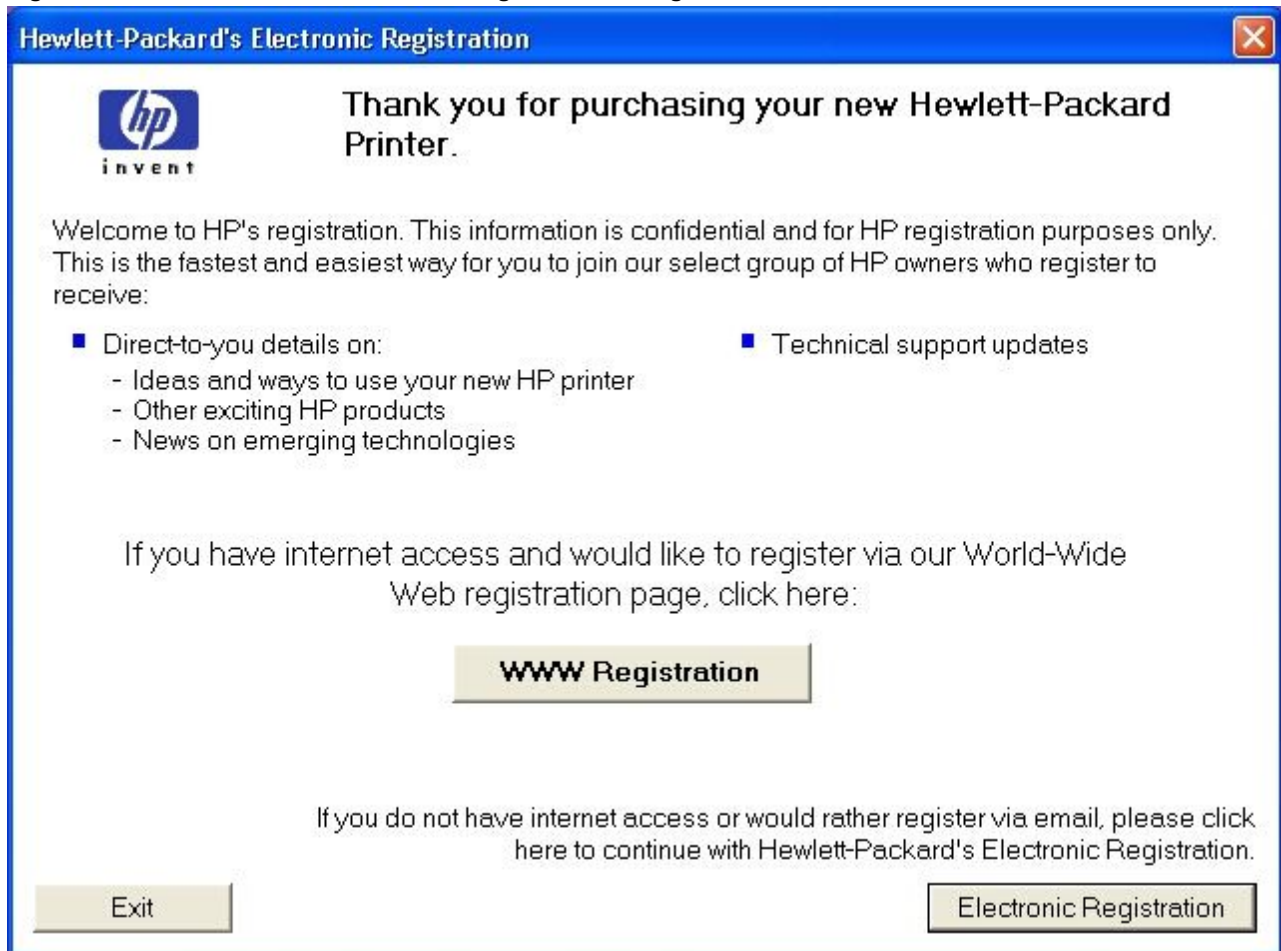 Hewlett-Packard's Electronic Registration
hp
invent
Thank you for purchasing your new Hewlett-Packard
Printer.
Welcome to HP's registration. This information is confidential and for HP registration purposes only.
This is the fastest and easiest way for you to join our select group of HP owners who register to
receive:
Direct-to-you details on:
- Ideas and ways to use your new HP printer
- Other exciting HP products
- News on emerging technologies
Technical support updates
If you have internet access and would like to register via our World-Wide
Web registration page, click here:
WWW Registration
If you do not have internet access or would rather register via email, please click
here to continue with Hewlett-Packard's Electronic Registration.
Exit
Electronic Registration